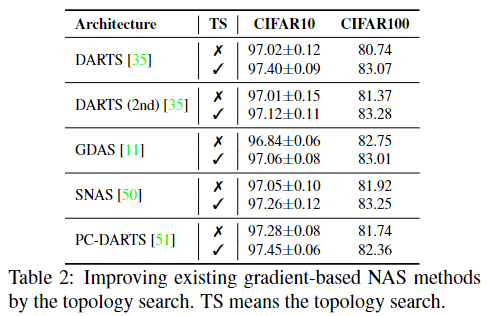 Architecture TS CIFAR10 CIFAR100
DARTS [35] ✗ 97.02±0.12 80.74
✓ 97.40±0.09 83.07
DARTS (2nd) [35] ✗ 97.01±0.15 81.37
✓ 97.12±0.11 83.28
GDAS [11] ✗ 96.84±0.06 82.75
✓ 97.06±0.08 83.01
SNAS [50] ✗ 97.05±0.10 81.92
✓ 97.26±0.12 83.25
PC-DARTS [51] ✗ 97.28±0.08 81.74
✓ 97.45±0.06 82.36
Table 2: Improving existing gradient-based NAS methods
by the topology search. TS means the topology search.